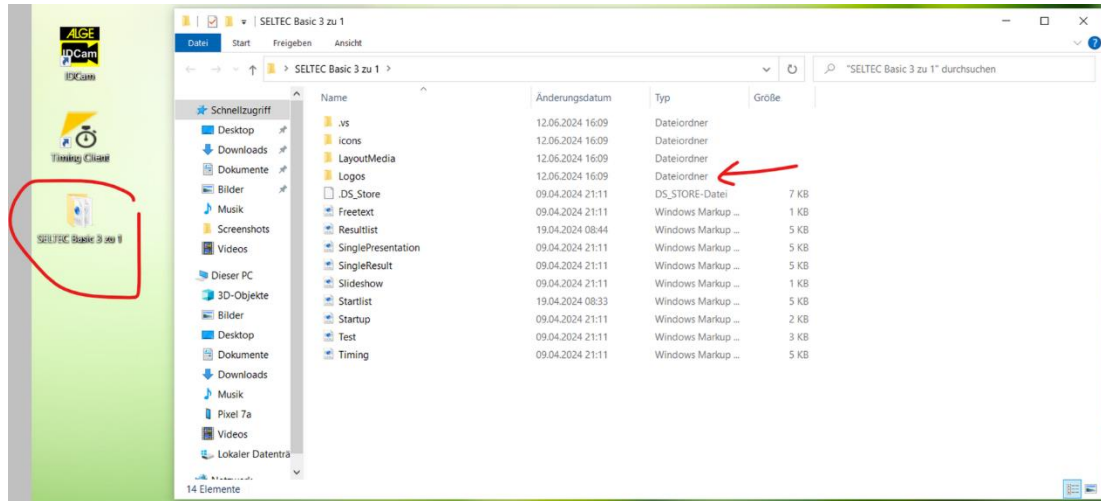 ALGE
IDCam
IDCam
Timing Client
SELTEC Basic 3 zu 1
SELTEC Basic 3 zu 1
Datei Start Freigeben Ansicht
SELTEC Basic 3 zu 1
"SELTEC Basic 3 zu 1" durchsuchen
Schnellzugriff
Desktop
Downloads
Dokumente
Bilder
Musik
Screenshots
Videos
Dieser PC
3D-Objekte
Bilder
Desktop
Dokumente
Downloads
Musik
Pixel 7a
Videos
Lokaler Datenträ
Name Änderungsdatum Typ Größe
.vs 12.06.2024 16:09 Dateiordner
icons 12.06.2024 16:09 Dateiordner
LayoutMedia 12.06.2024 16:09 Dateiordner
Logos 12.06.2024 16:09 Dateiordner
.DS_Store 09.04.2024 21:11 DS_STORE-Datei 7 KB
Freetext 09.04.2024 21:11 Windows Markup ... 1 KB
Resultlist 19.04.2024 08:44 Windows Markup ... 5 KB
SinglePresentation 09.04.2024 21:11 Windows Markup ... 5 KB
SingleResult 09.04.2024 21:11 Windows Markup ... 5 KB
Slideshow 09.04.2024 21:11 Windows Markup ... 1 KB
Startlist 19.04.2024 08:33 Windows Markup ... 5 KB
Startup 09.04.2024 21:11 Windows Markup ... 2 KB
Test 09.04.2024 21:11 Windows Markup ... 3 KB
Timing 09.04.2024 21:11 Windows Markup ... 5 KB
14 Elemente